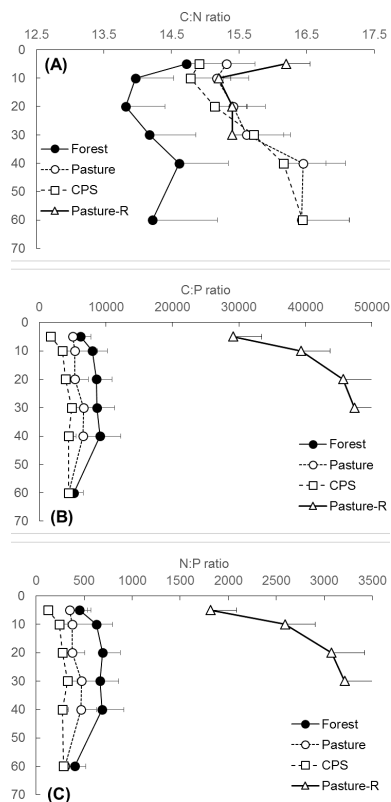 C:N ratio
12.5 13.5 14.5 15.5 16.5 17.5
0
10
20
30
40
50
60
70
(A)
Forest
Pasture
CPS
Pasture-R
C:P ratio
0 10000 20000 30000 40000 50000
0
10
20
30
40
50
60
70
(B)
Forest
Pasture
CPS
Pasture-R
N:P ratio
0 500 1000 1500 2000 2500 3000 3500
0
10
20
30
40
50
60
70
(C)
Forest
Pasture
CPS
Pasture-R